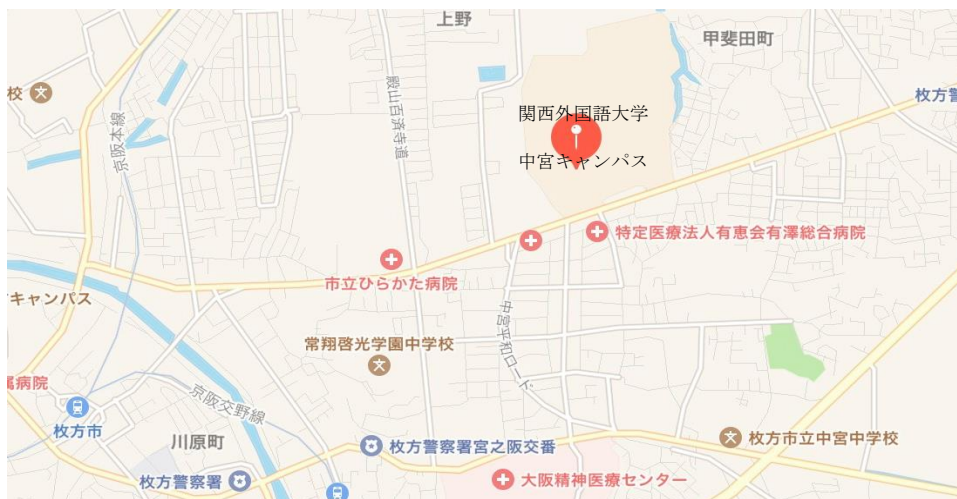 上野
甲斐田町
校
枚方警
関西外国語大学
京阪本線
殿山百済寺道
中宮キャンパス
特定医療法人有恵会有澤総合病院
市立ひらかた病院
キャンパス
中宮平和ロード
常翔啓光学園中学校
属病院
京阪交野線
枚方市
川原町
枚方警察署宮之阪交番
枚方市立中宮中学校
枚方警察署
大阪精神医療センター